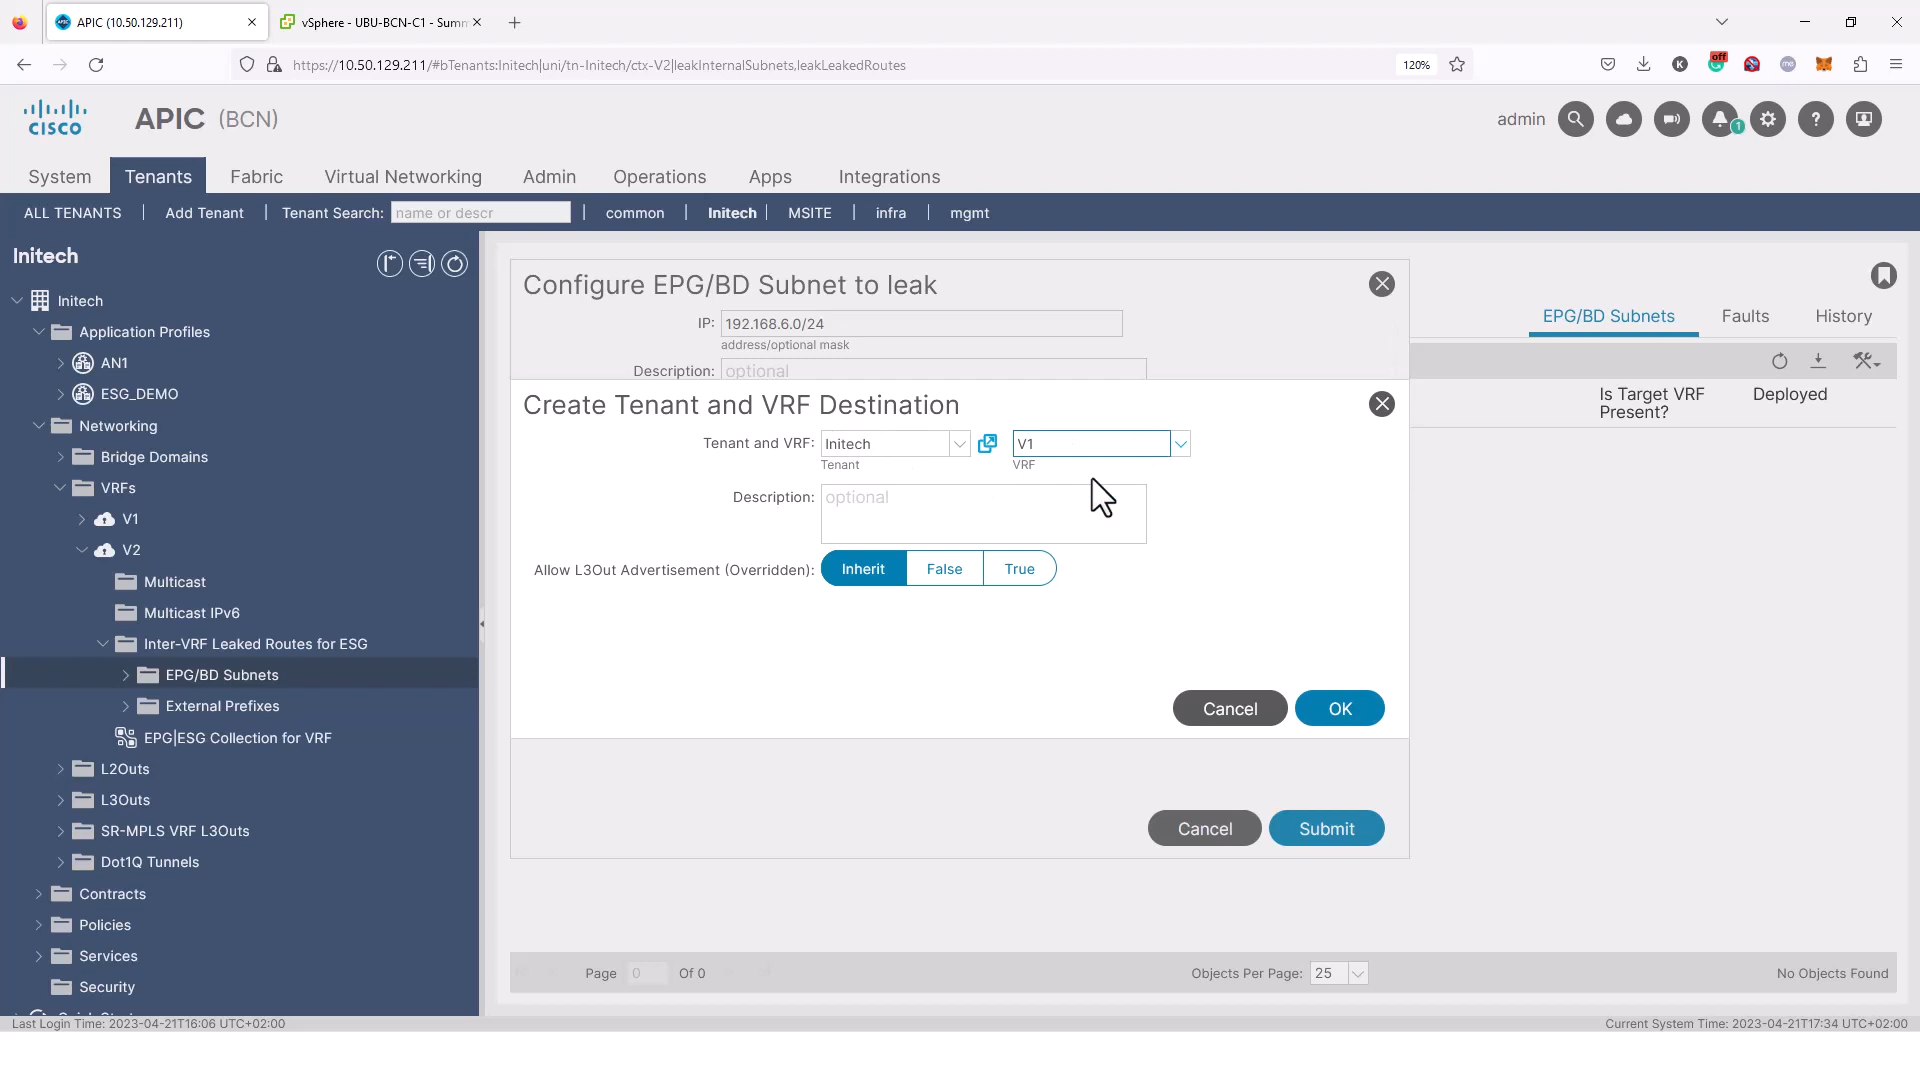 APIC (10.50.129.211)
vSphere - UBU-BCN-C1 - Summ
https://10.50.129.211/#bTenants:Initech|uni/tn-Initech/ctx-V2|leakInternalSubnets,leakLeakedRoutes
120%
off
K
CISCO
APIC (BCN)
admin
1
System
Tenants
Fabric
Virtual Networking
Admin
Operations
Apps
Integrations
ALL TENANTS | Add Tenant | Tenant Search: name or descr | common | Initech | MSITE | infra | mgmt
Initech
Initech
Application Profiles
AN1
ESG_DEMO
Networking
Bridge Domains
VRFs
V1
V2
Multicast
Multicast IPv6
Inter-VRF Leaked Routes for ESG
EPG/BD Subnets
External Prefixes
EPG|ESG Collection for VRF
L2Outs
L3Outs
SR-MPLS VRF L3Outs
Dot1Q Tunnels
Contracts
Policies
Services
Security
Configure EPG/BD Subnet to leak
IP: 192.168.6.0/24
address/optional mask
Description: optional
Create Tenant and VRF Destination
Tenant and VRF: Initech V1
Tenant VRF
Description: optional
Allow L3Out Advertisement (Overridden): Inherit False True
Cancel OK
Cancel Submit
EPG/BD Subnets Faults History
Is Target VRF Present?
Deployed
Page 0 Of 0
Objects Per Page: 25
No Objects Found
Last Login Time: 2023-04-21T16:06 UTC+02:00
Current System Time: 2023-04-21T17:34 UTC+02:00